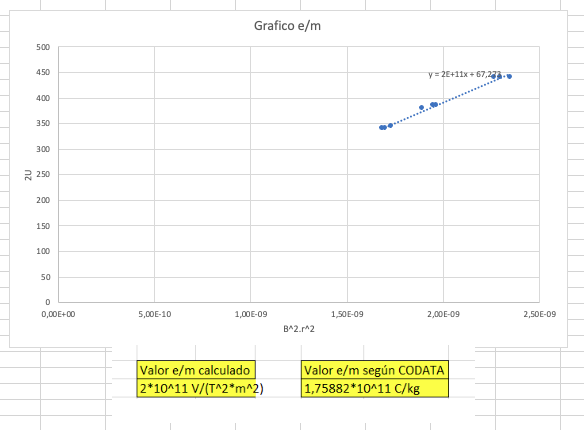 Grafico e/m
500
450
y = 2E+11x + 67,273
400
350
300
250
2U
200
150
100
50
0
0,00E+00 5,00E-10 1,00E-09 1,50E-09 2,00E-09 2,50E-09
B^2.r^2
Valor e/m calculado Valor e/m según CODATA
2*10^11 V/(T^2*m^2) 1,75882*10^11 C/kg